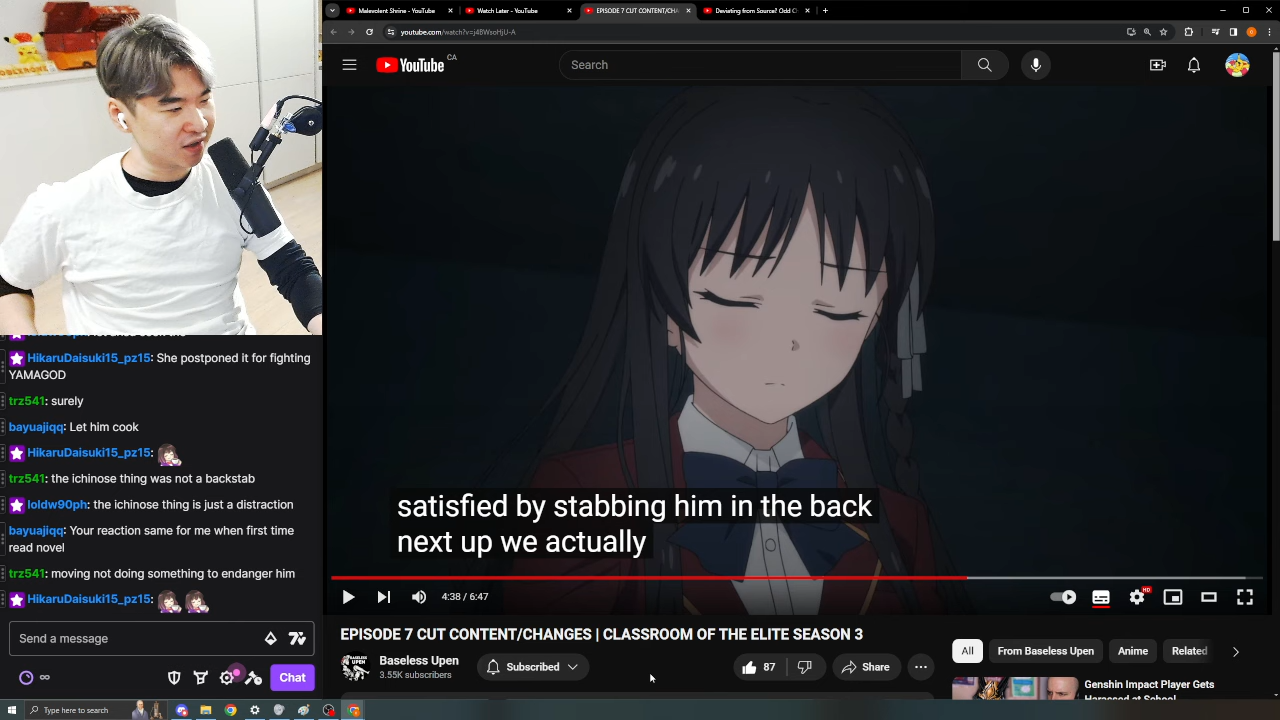 Malevolent Shrine - YouTube
Watch Later - YouTube
EPISODE 7 CUT CONTENT/CHA
Deviating from Source? Odd C
youtube.com/watch?v=j4BWsoHjU-A
YouTube CA
Search
satisfied by stabbing him in the back
next up we actually
HikaruDaisuki15_pz15: She postponed it for fighting
YAMAGOD
trz541: surely
bayuajiqq: Let him cook
HikaruDaisuki15_pz15:
trz541: the ichinose thing was not a backstab
loldw90ph: the ichinose thing is just a distraction
bayuajiqq: Your reaction same for me when first time
read novel
trz541: moving not doing something to endanger him
HikaruDaisuki15_pz15:
Send a message
Chat
4:38 / 6:47
HD
EPISODE 7 CUT CONTENT/CHANGES | CLASSROOM OF THE ELITE SEASON 3
Baseless Upen
3.55K subscribers
Subscribed
87
Share
All
From Baseless Upen
Anime
Related
Genshin Impact Player Gets
Harassed at School
Type here to search